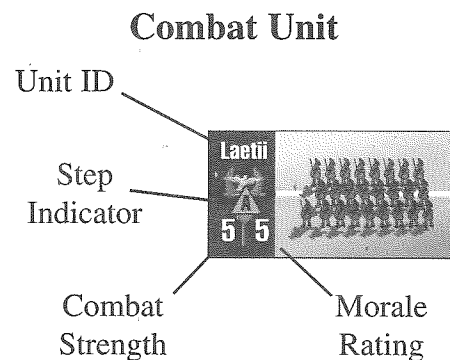 Combat Unit
Unit ID
Laetii
Step
Indicator
A
5 5
Combat
Strength
Morale
Rating